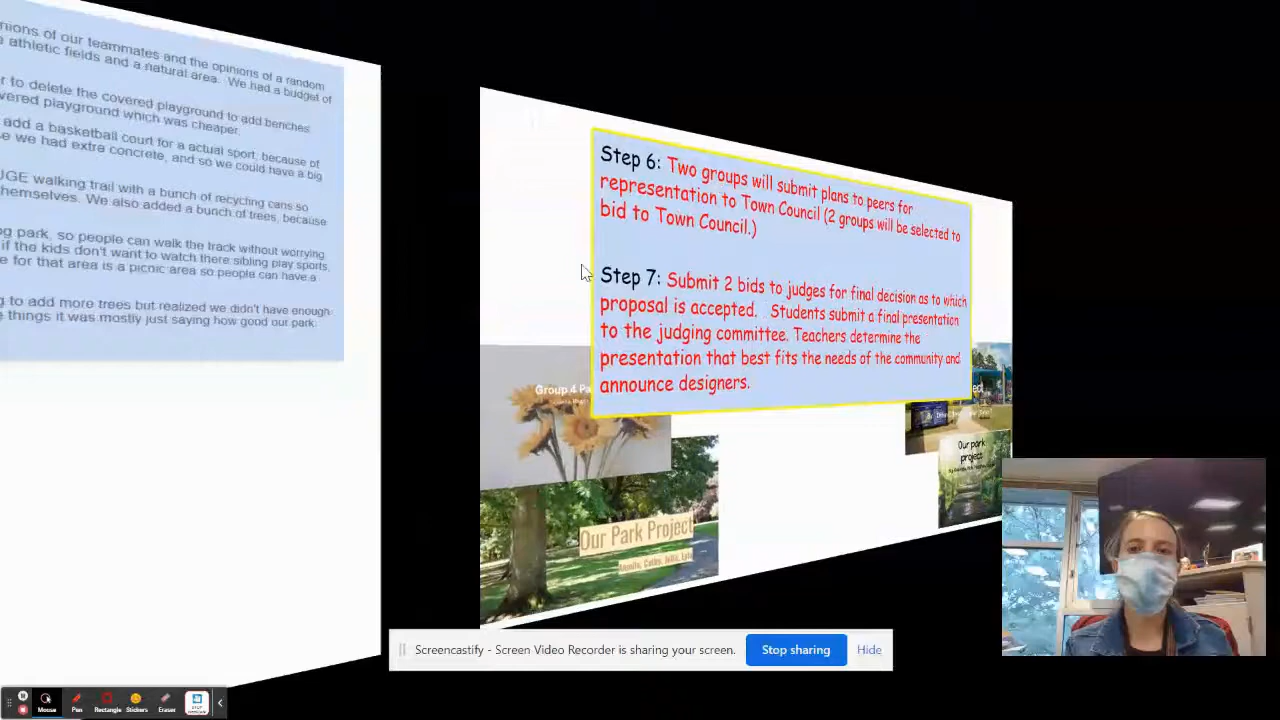 nions of our teammates and the opinions of a random
athletic fields and a natural area. We had a budget of
r to delete the covered playground to add benches
vered playground which was cheaper.
add a basketball court for a actual sport, because of
e we had extra concrete, and so we could have a big
UGE walking trail with a bunch of recycling cans so
hemselves. We also added a bunch of trees, because
ng park, so people can walk the track without worrying
if the kids don't want to watch there sibling play sports,
e for that area is a picnic area so people can have a
g to add more trees but realized we didn't have enough
e things it was mostly just saying how good our park.
Step 6: Two groups will submit plans to peers for
representation to Town Council (2 groups will be selected to
bid to Town Council.)
Step 7: Submit 2 bids to judges for final decision as to which
proposal is accepted. Students submit a final presentation
to the judging committee. Teachers determine the
presentation that best fits the needs of the community and
announce designers.
Group 4 Pa
Our Park Project
Our park
project
Screencastify - Screen Video Recorder is sharing your screen.
Stop sharing
Hide
Mouse
Pen
Rectangle
Stickers
Eraser